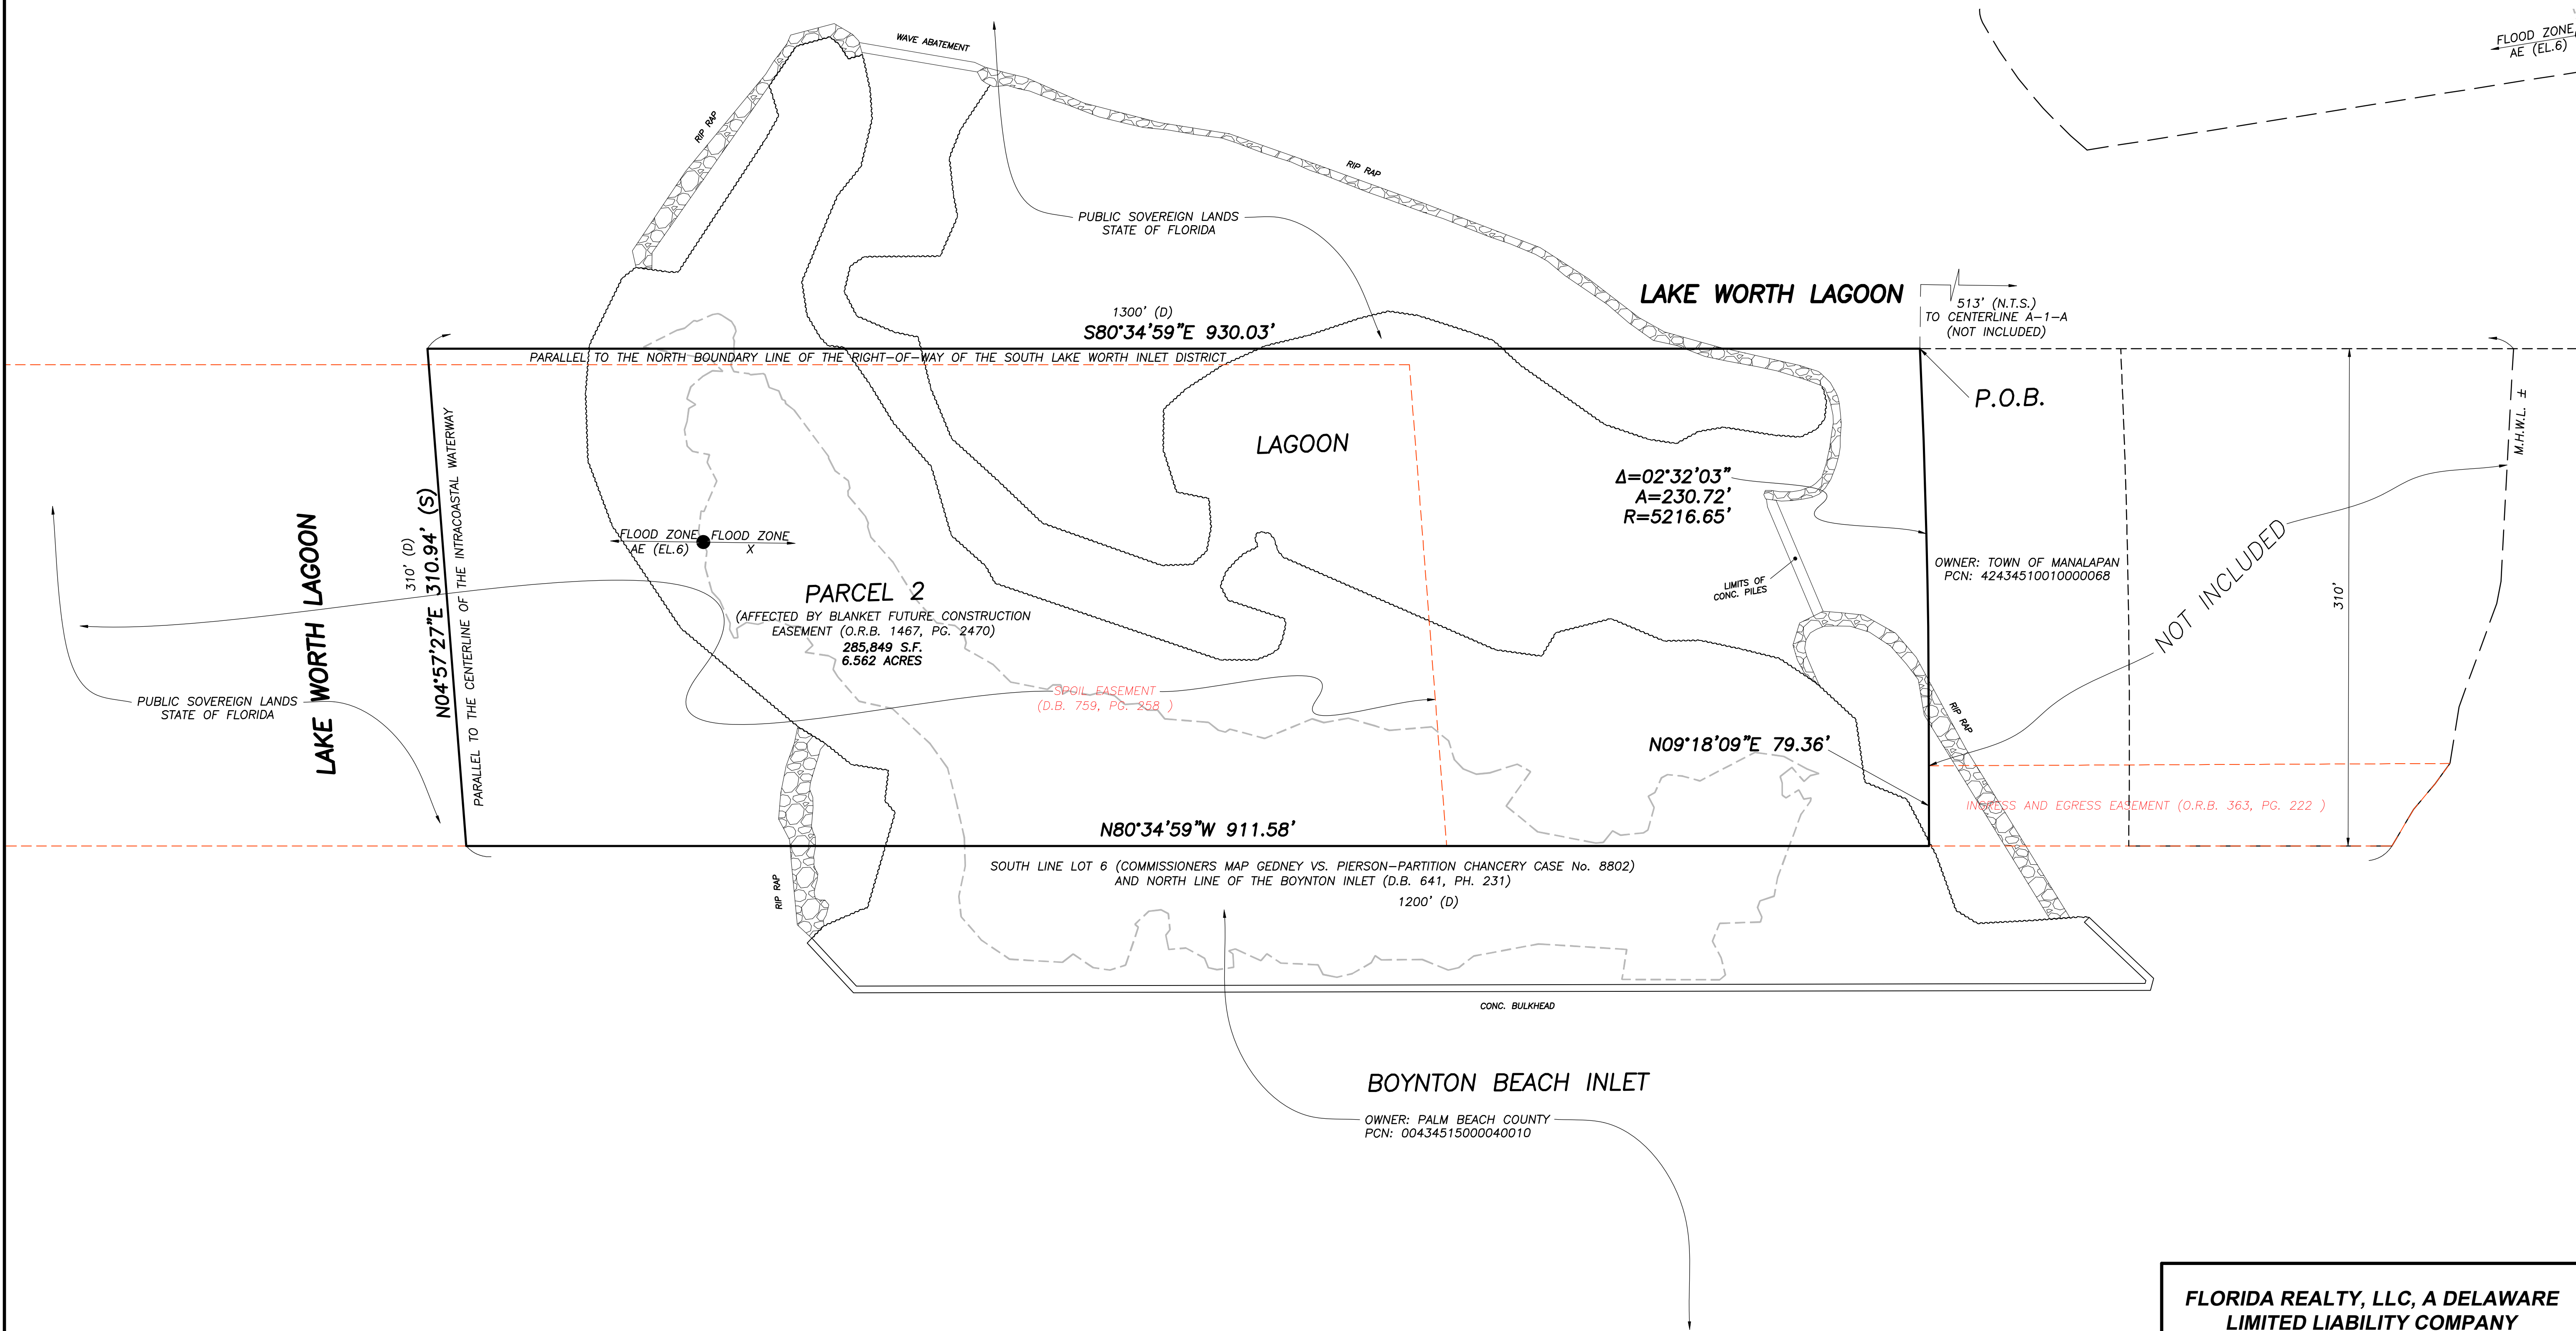 WAVE ABATEMENT
FLOOD ZONE
AE (EL.6)
RIP RAP
RIP RAP
PUBLIC SOVEREIGN LANDS
STATE OF FLORIDA
LAKE WORTH LAGOON
513' (N.T.S.)
TO CENTERLINE A-1-A
(NOT INCLUDED)
1300' (D)
S80°34'59"E 930.03'
PARALLEL TO THE NORTH BOUNDARY LINE OF THE RIGHT-OF-WAY OF THE SOUTH LAKE WORTH INLET DISTRICT
P.O.B.
M.H.W.L. ±
LAGOON
Δ=02°32'03"
A=230.72'
R=5216.65'
LAKE WORTH LAGOON
310' (D)
N04°57'27"E 310.94' (S)
PARALLEL TO THE CENTERLINE OF THE INTRACOASTAL WATERWAY
FLOOD ZONE
AE (EL.6)
FLOOD ZONE
X
PARCEL 2
(AFFECTED BY BLANKET FUTURE CONSTRUCTION
EASEMENT (O.R.B. 1467, PG. 2470)
285,849 S.F.
6.562 ACRES
LIMITS OF
CONC. PILES
OWNER: TOWN OF MANALAPAN
PCN: 42434510010000068
NOT INCLUDED
310'
PUBLIC SOVEREIGN LANDS
STATE OF FLORIDA
SPOIL EASEMENT
(D.B. 759, PG. 258 )
RIP RAP
N09°18'09"E 79.36'
INGRESS AND EGRESS EASEMENT (O.R.B. 363, PG. 222 )
N80°34'59"W 911.58'
SOUTH LINE LOT 6 (COMMISSIONERS MAP GEDNEY VS. PIERSON-PARTITION CHANCERY CASE No. 8802)
AND NORTH LINE OF THE BOYNTON INLET (D.B. 641, PH. 231)
1200' (D)
RIP RAP
CONC. BULKHEAD
BOYNTON BEACH INLET
OWNER: PALM BEACH COUNTY
PCN: 00434515000040010
FLORIDA REALTY, LLC, A DELAWARE
LIMITED LIABILITY COMPANY